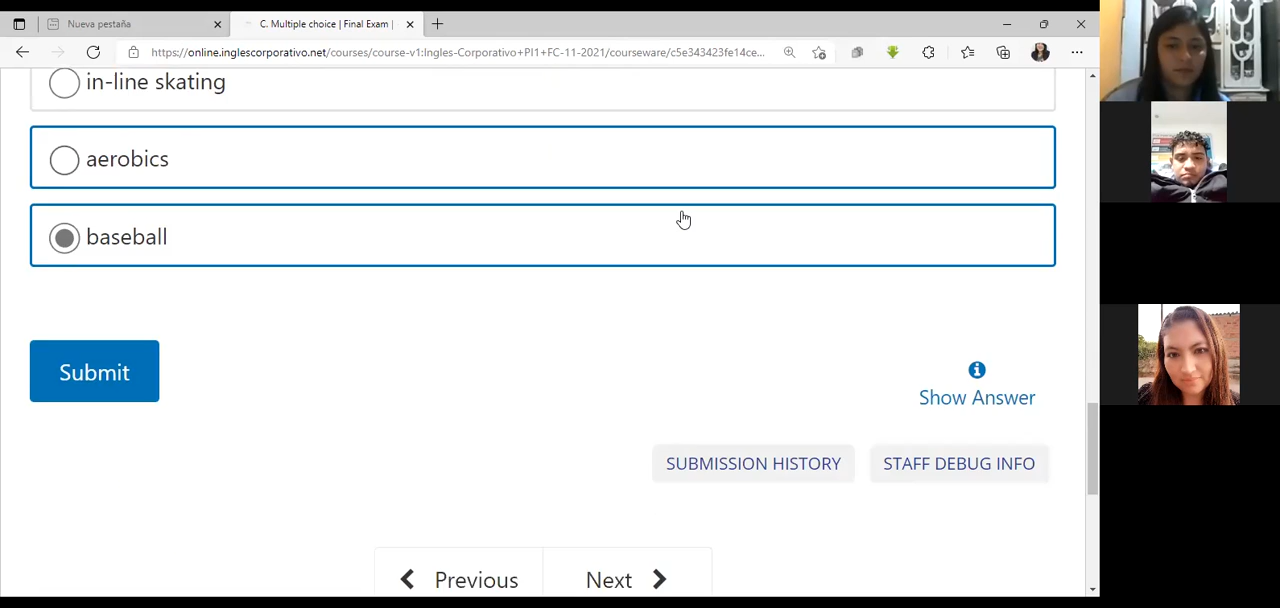 Nueva pestaña
C. Multiple choice | Final Exam |
https://online.inglescorporativo.net/courses/course-v1:Ingles-Corporativo+PI1+FC-11-2021/courseware/c5e343423fe14ce...
in-line skating
aerobics
baseball
Submit
Show Answer
SUBMISSION HISTORY
STAFF DEBUG INFO
Previous
Next